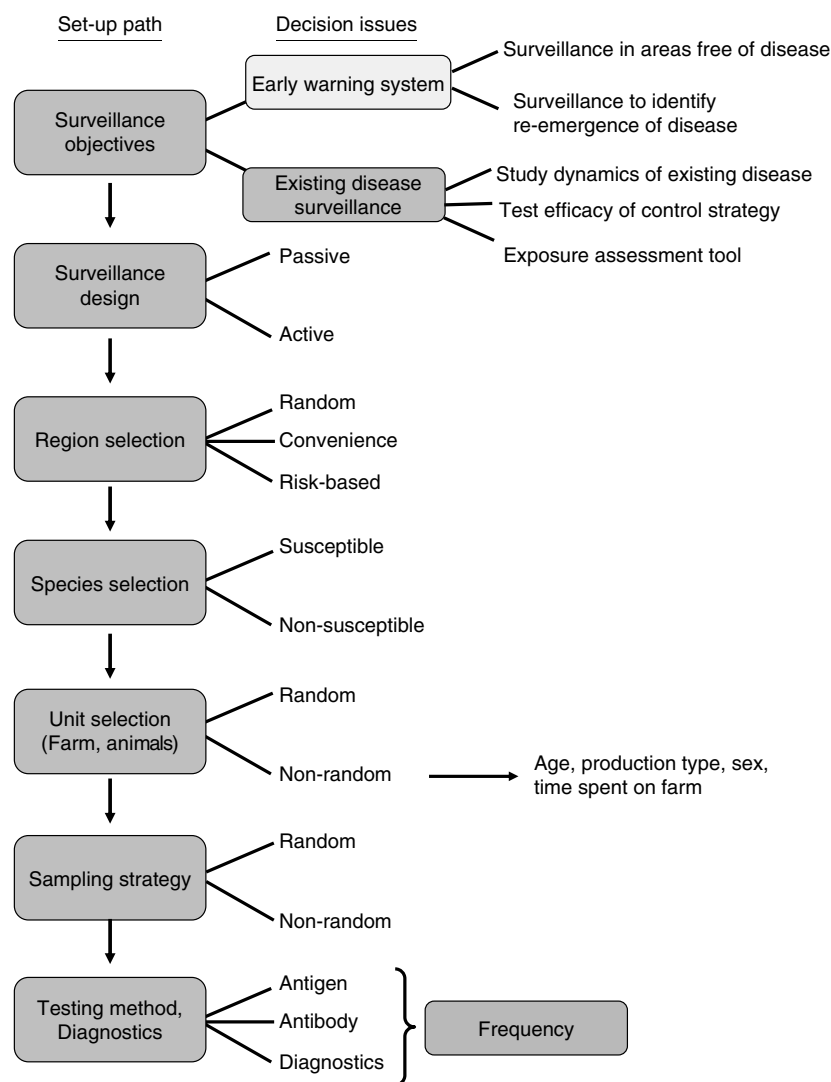 Set-up path
Decision issues
Early warning system
Surveillance in areas free of disease
Surveillance to identify
re-emergence of disease
Surveillance
objectives
Existing disease
surveillance
Study dynamics of existing disease
Test efficacy of control strategy
Exposure assessment tool
Surveillance
design
Passive
Active
Region selection
Random
Convenience
Risk-based
Species selection
Susceptible
Non-susceptible
Unit selection
(Farm, animals)
Random
Non-random
Age, production type, sex,
time spent on farm
Sampling strategy
Random
Non-random
Testing method,
Diagnostics
Antigen
Antibody
Diagnostics
Frequency